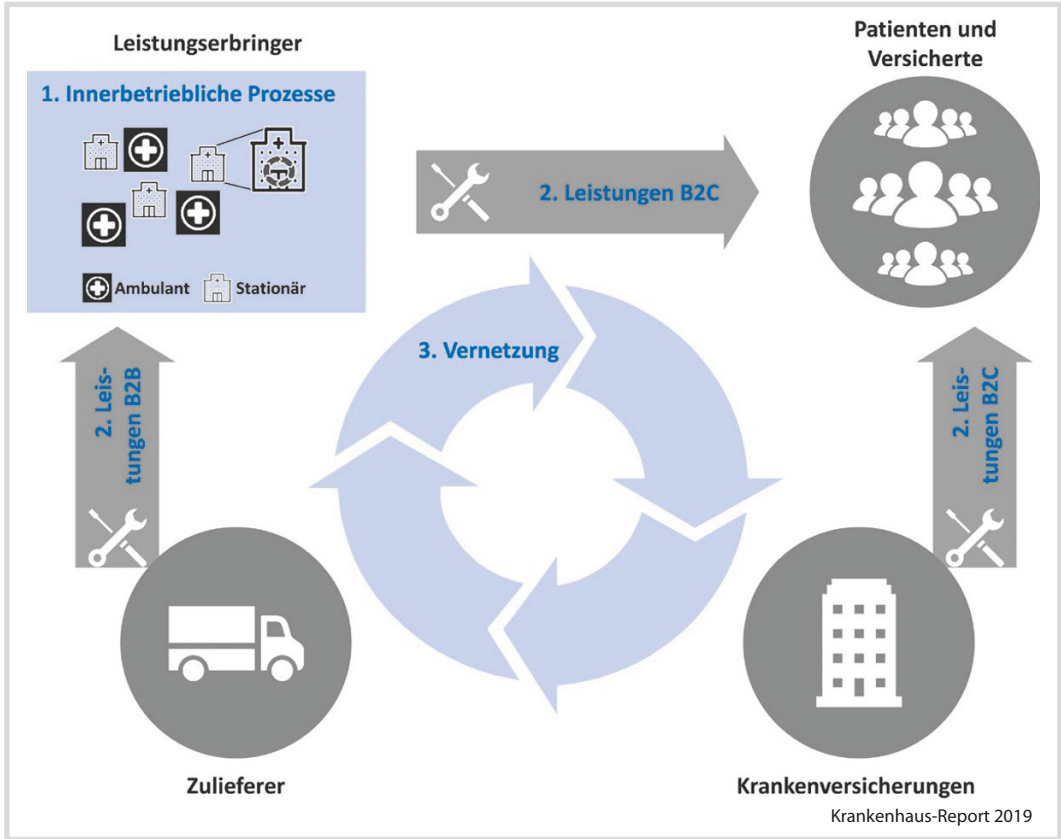 Leistungserbringer
Patienten und
Versicherte
1. Innerbetriebliche Prozesse
Ambulant
Stationär
2. Leistungen B2C
3. Vernetzung
2. Leis-
tungen B2B
2. Leis-
tungen B2C
Zulieferer
Krankenversicherungen
Krankenhaus-Report 2019